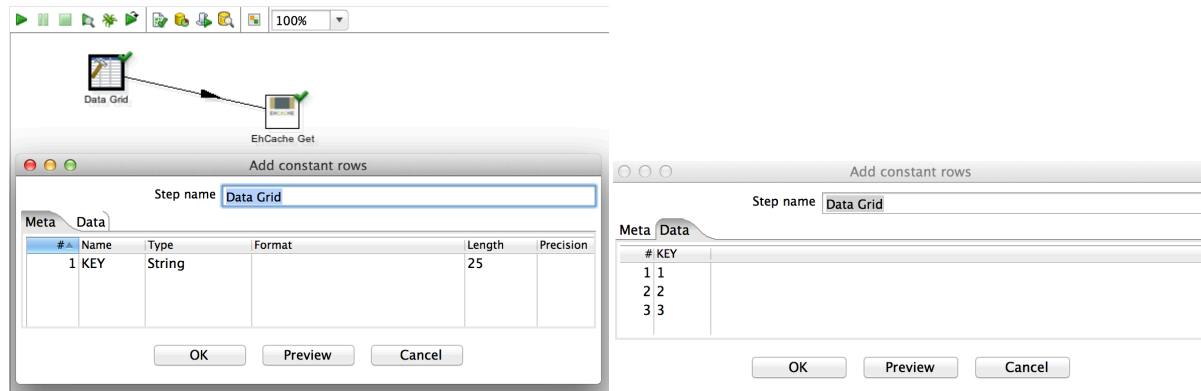 100%
Data Grid
EHCACHE
EhCache Get
Add constant rows
Step name Data Grid
Meta Data
# Name Type Format Length Precision
1 KEY String 25
OK Preview Cancel
Add constant rows
Step name Data Grid
Meta Data
# KEY
1 1
2 2
3 3
OK Preview Cancel